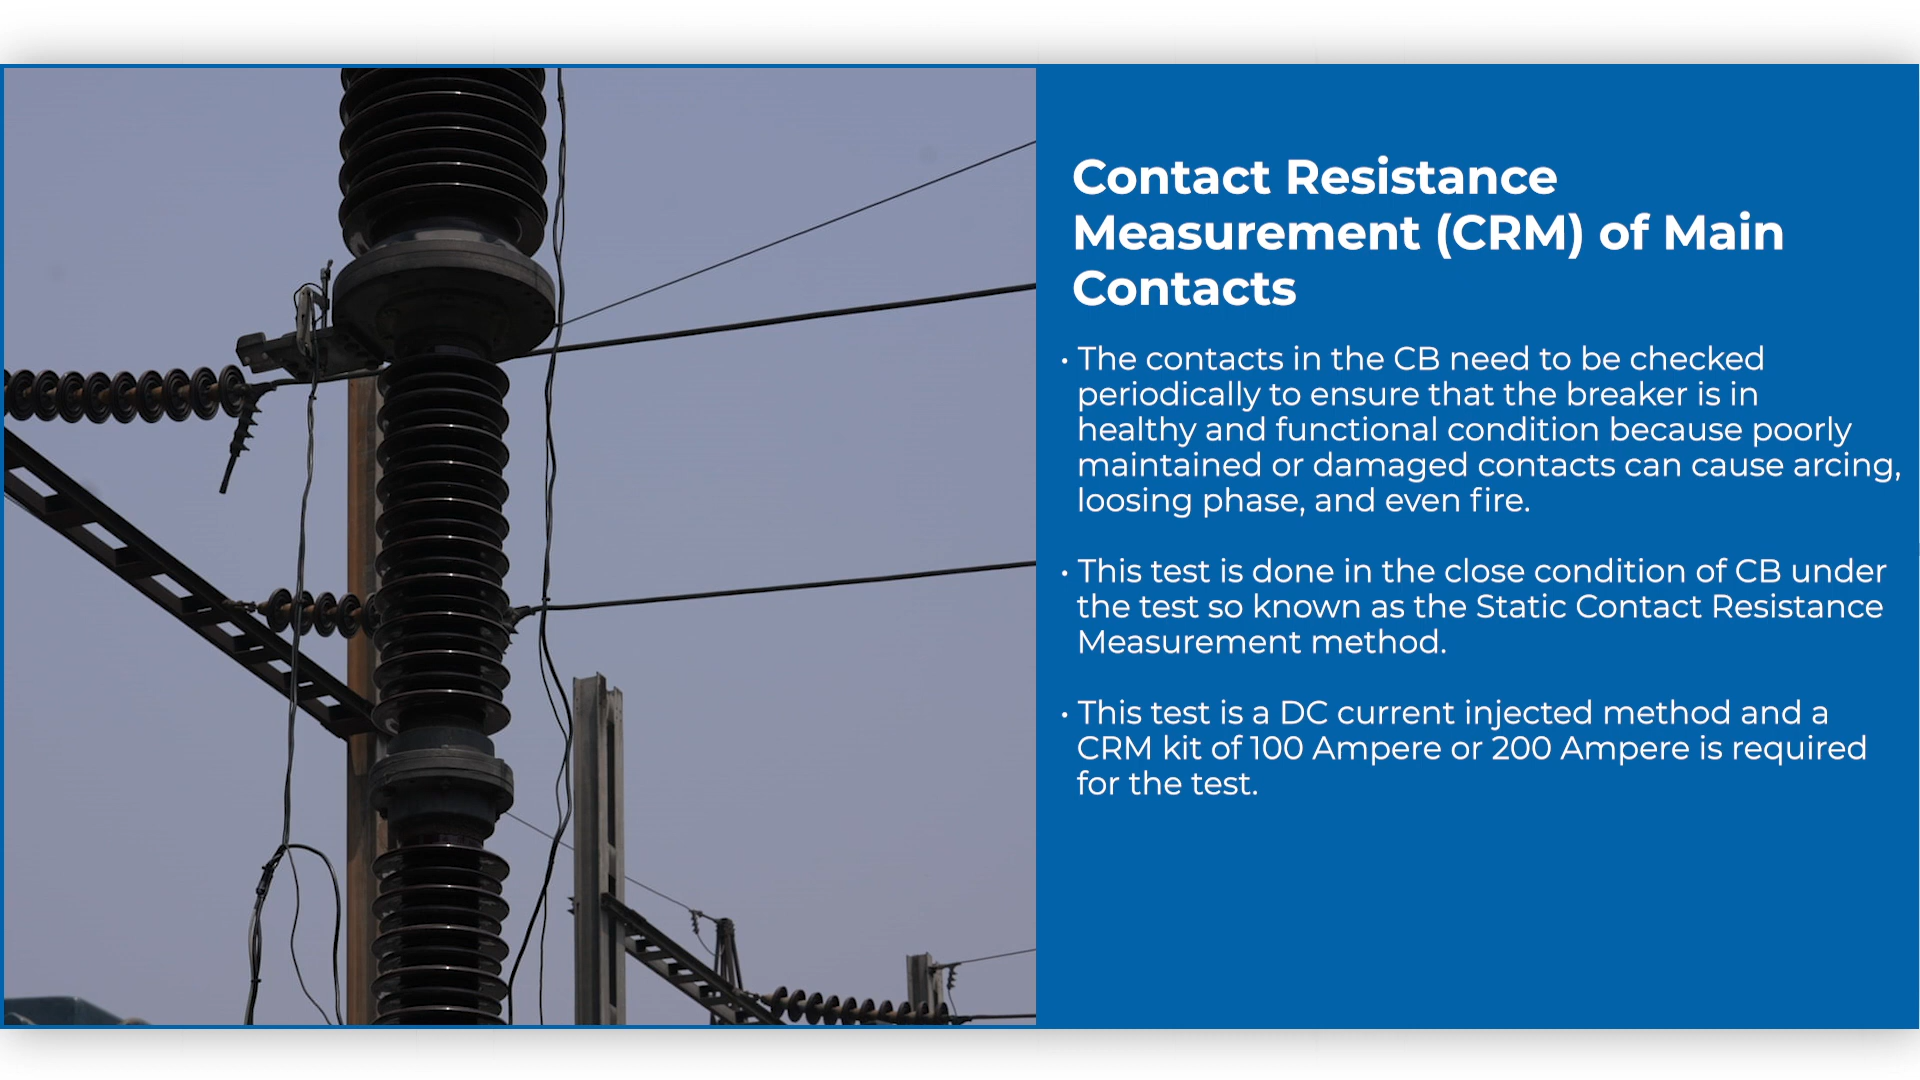 Contact Resistance
Measurement (CRM) of Main
Contacts
• The contacts in the CB need to be checked
periodically to ensure that the breaker is in
healthy and functional condition because poorly
maintained or damaged contacts can cause arcing,
loosing phase, and even fire.
• This test is done in the close condition of CB under
the test so known as the Static Contact Resistance
Measurement method.
• This test is a DC current injected method and a
CRM kit of 100 Ampere or 200 Ampere is required
for the test.